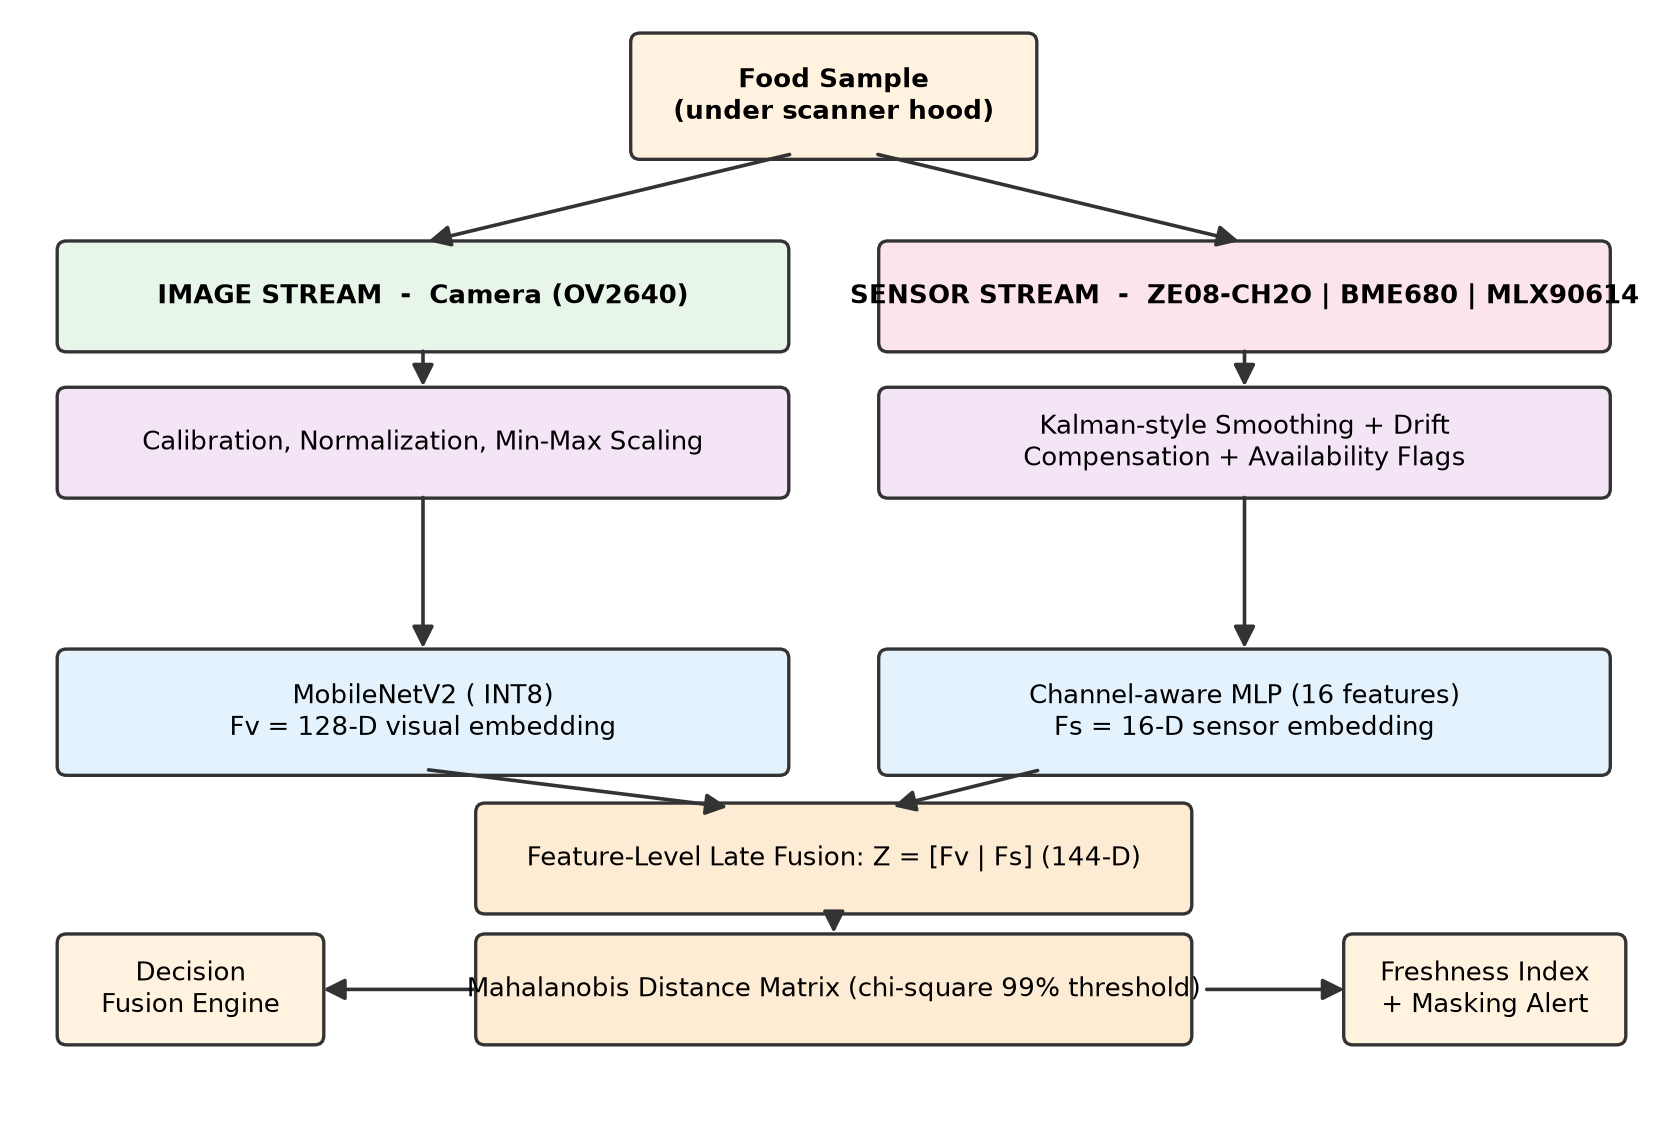 Food Sample
(under scanner hood)
IMAGE STREAM - Camera (OV2640)
SENSOR STREAM - ZE08-CH2O | BME680 | MLX90614
Calibration, Normalization, Min-Max Scaling
Kalman-style Smoothing + Drift
Compensation + Availability Flags
MobileNetV2 ( INT8)
Fv = 128-D visual embedding
Channel-aware MLP (16 features)
Fs = 16-D sensor embedding
Feature-Level Late Fusion: Z = [Fv | Fs] (144-D)
Decision
Fusion Engine
Mahalanobis Distance Matrix (chi-square 99% threshold)
Freshness Index
+ Masking Alert